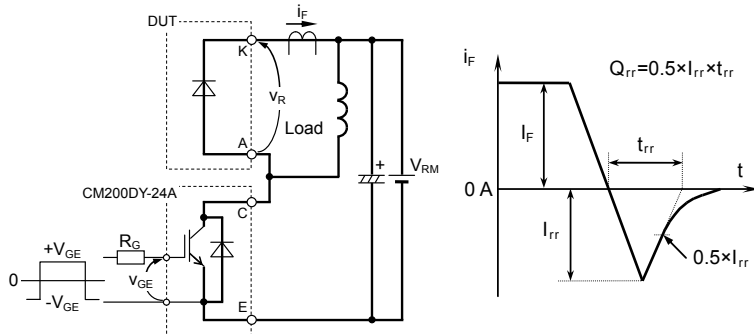 DUT
i_F
K
v_R
Load
A
+
V_RM
CM200DY-24A
C
+V_GE
R_G
0
v_GE
-V_GE
E
i_F
Q_rr=0.5×I_rr×t_rr
I_F
t_rr
t
0 A
I_rr
0.5×I_rr